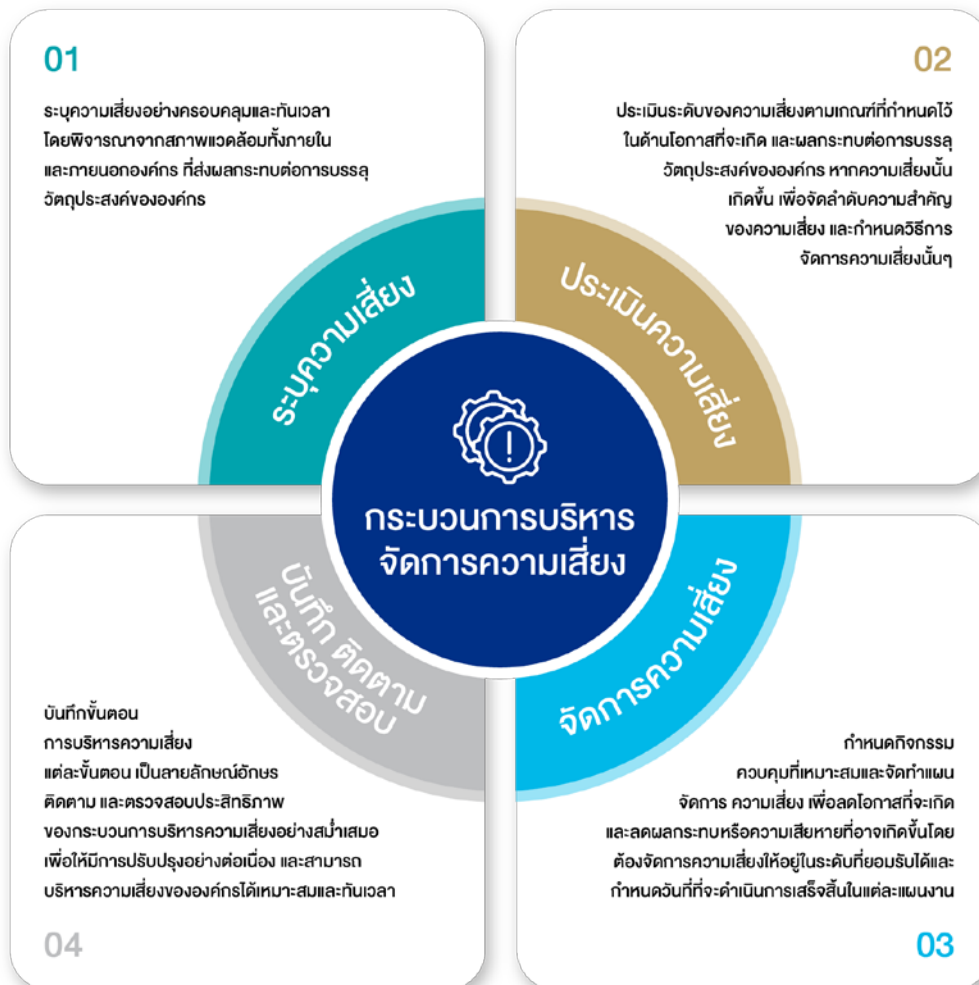 01
ระบุความเสี่ยงอย่างครอบคลุมและทันเวลา
โดยพิจารณาจากสภาพแวดล้อมทั้งภายใน
และภายนอกองค์กร ที่ส่งผลกระทบต่อการบรรลุ
วัตถุประสงค์ขององค์กร
ระบุความเสี่ยง
02
ประเมินระดับของความเสี่ยงตามเกณฑ์ที่กำหนดไว้
ในด้านโอกาสที่จะเกิด และผลกระทบต่อการบรรลุ
วัตถุประสงค์ขององค์กร หากความเสี่ยงนั้น
เกิดขึ้น เพื่อจัดลำดับความสำคัญ
ของความเสี่ยง และกำหนดวิธีการ
จัดการความเสี่ยงนั้นๆ
ประเมินความเสี่ยง
กระบวนการบริหาร
จัดการความเสี่ยง
จัดการความเสี่ยง
กำหนดกิจกรรม
ควบคุมที่เหมาะสมและจัดทำแผน
จัดการ ความเสี่ยง เพื่อลดโอกาสที่จะเกิด
และลดผลกระทบหรือความเสียหายที่อาจเกิดขึ้นโดย
ต้องจัดการความเสี่ยงให้อยู่ในระดับที่ยอมรับได้และ
กำหนดวันที่ที่จะดำเนินการเสร็จสิ้นในแต่ละแผนงาน
03
บันทึก ติดตาม
และตรวจสอบ
บันทึกขั้นตอน
การบริหารความเสี่ยง
แต่ละขั้นตอน เป็นลายลักษณ์อักษร
ติดตาม และตรวจสอบประสิทธิภาพ
ของกระบวนการบริหารความเสี่ยงอย่างสม่ำเสมอ
เพื่อให้มีการปรับปรุงอย่างต่อเนื่อง และสามารถ
บริหารความเสี่ยงขององค์กรได้เหมาะสมและทันเวลา
04